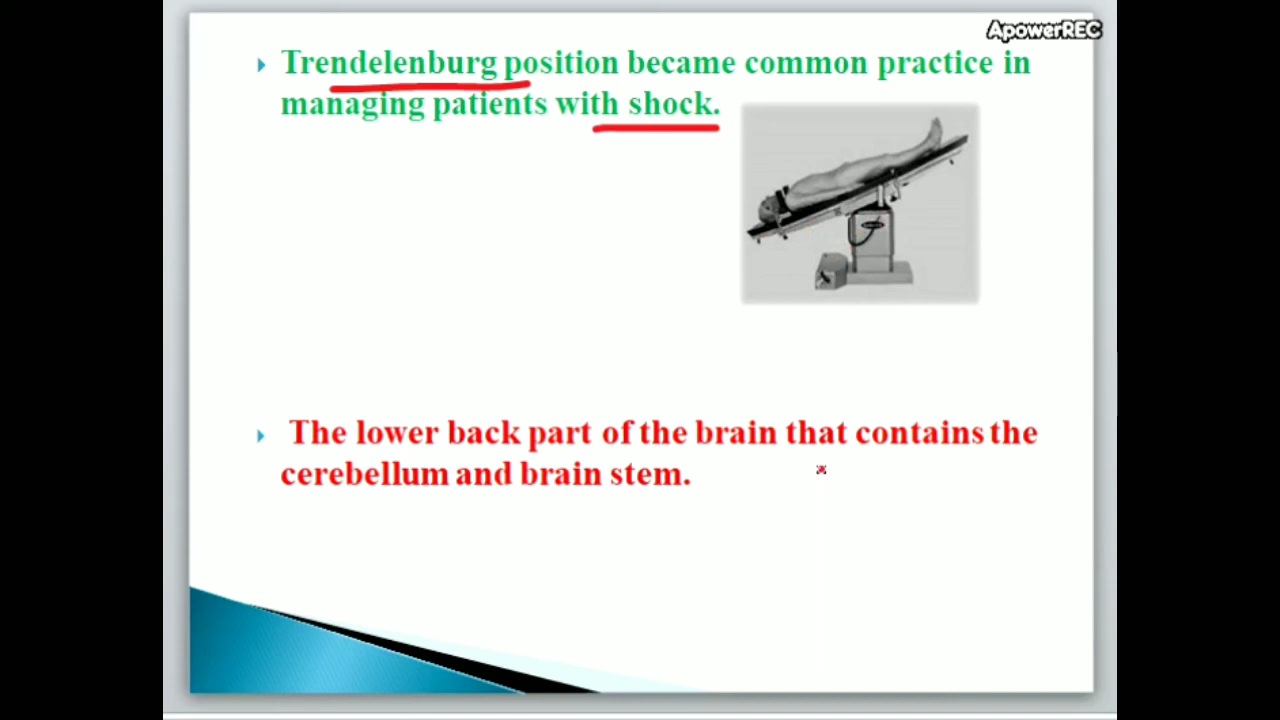 ApowerREC
Trendelenburg position became common practice in
managing patients with shock.
The lower back part of the brain that contains the
cerebellum and brain stem.